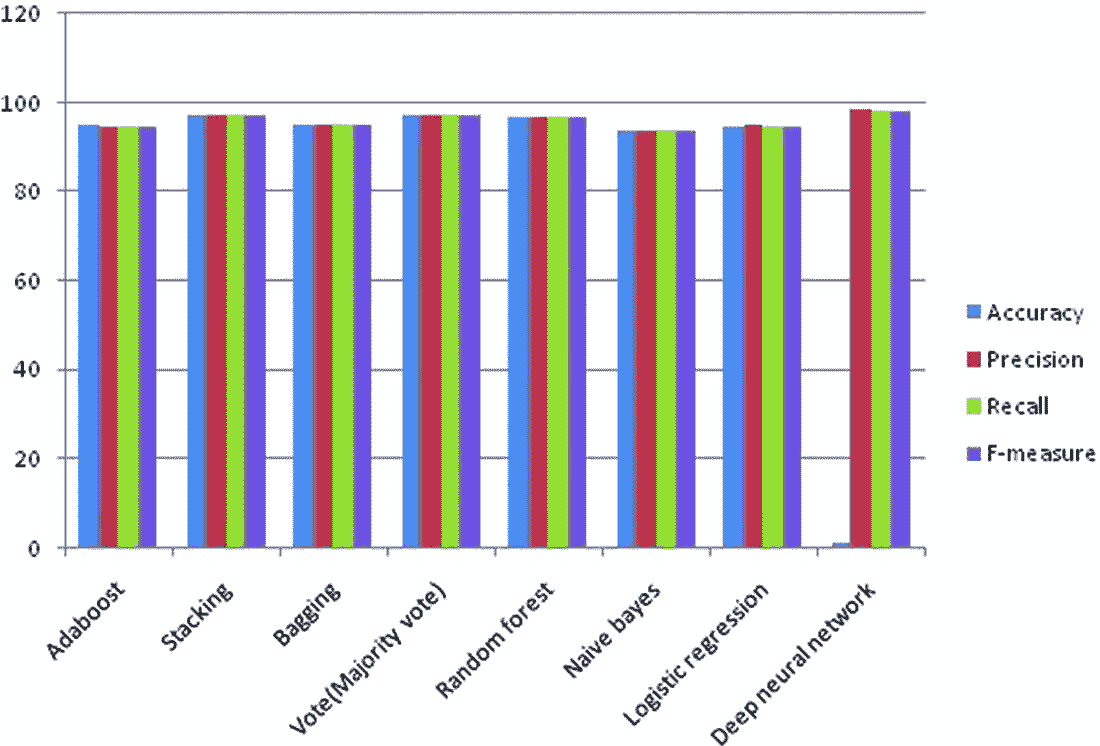 120
100
80
60
40
20
0
Adaboost
Stacking
Bagging
Vote(Majority vote)
Random forest
Naive bayes
Logistic regression
Deep neural network
Accuracy
Precision
Recall
F-measure